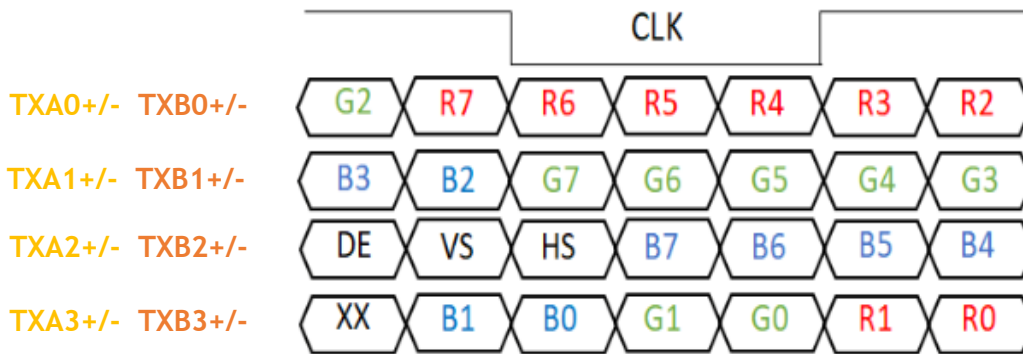 CLK
TXA0+/- TXB0+/- G2 R7 R6 R5 R4 R3 R2
TXA1+/- TXB1+/- B3 B2 G7 G6 G5 G4 G3
TXA2+/- TXB2+/- DE VS HS B7 B6 B5 B4
TXA3+/- TXB3+/- XX B1 B0 G1 G0 R1 R0